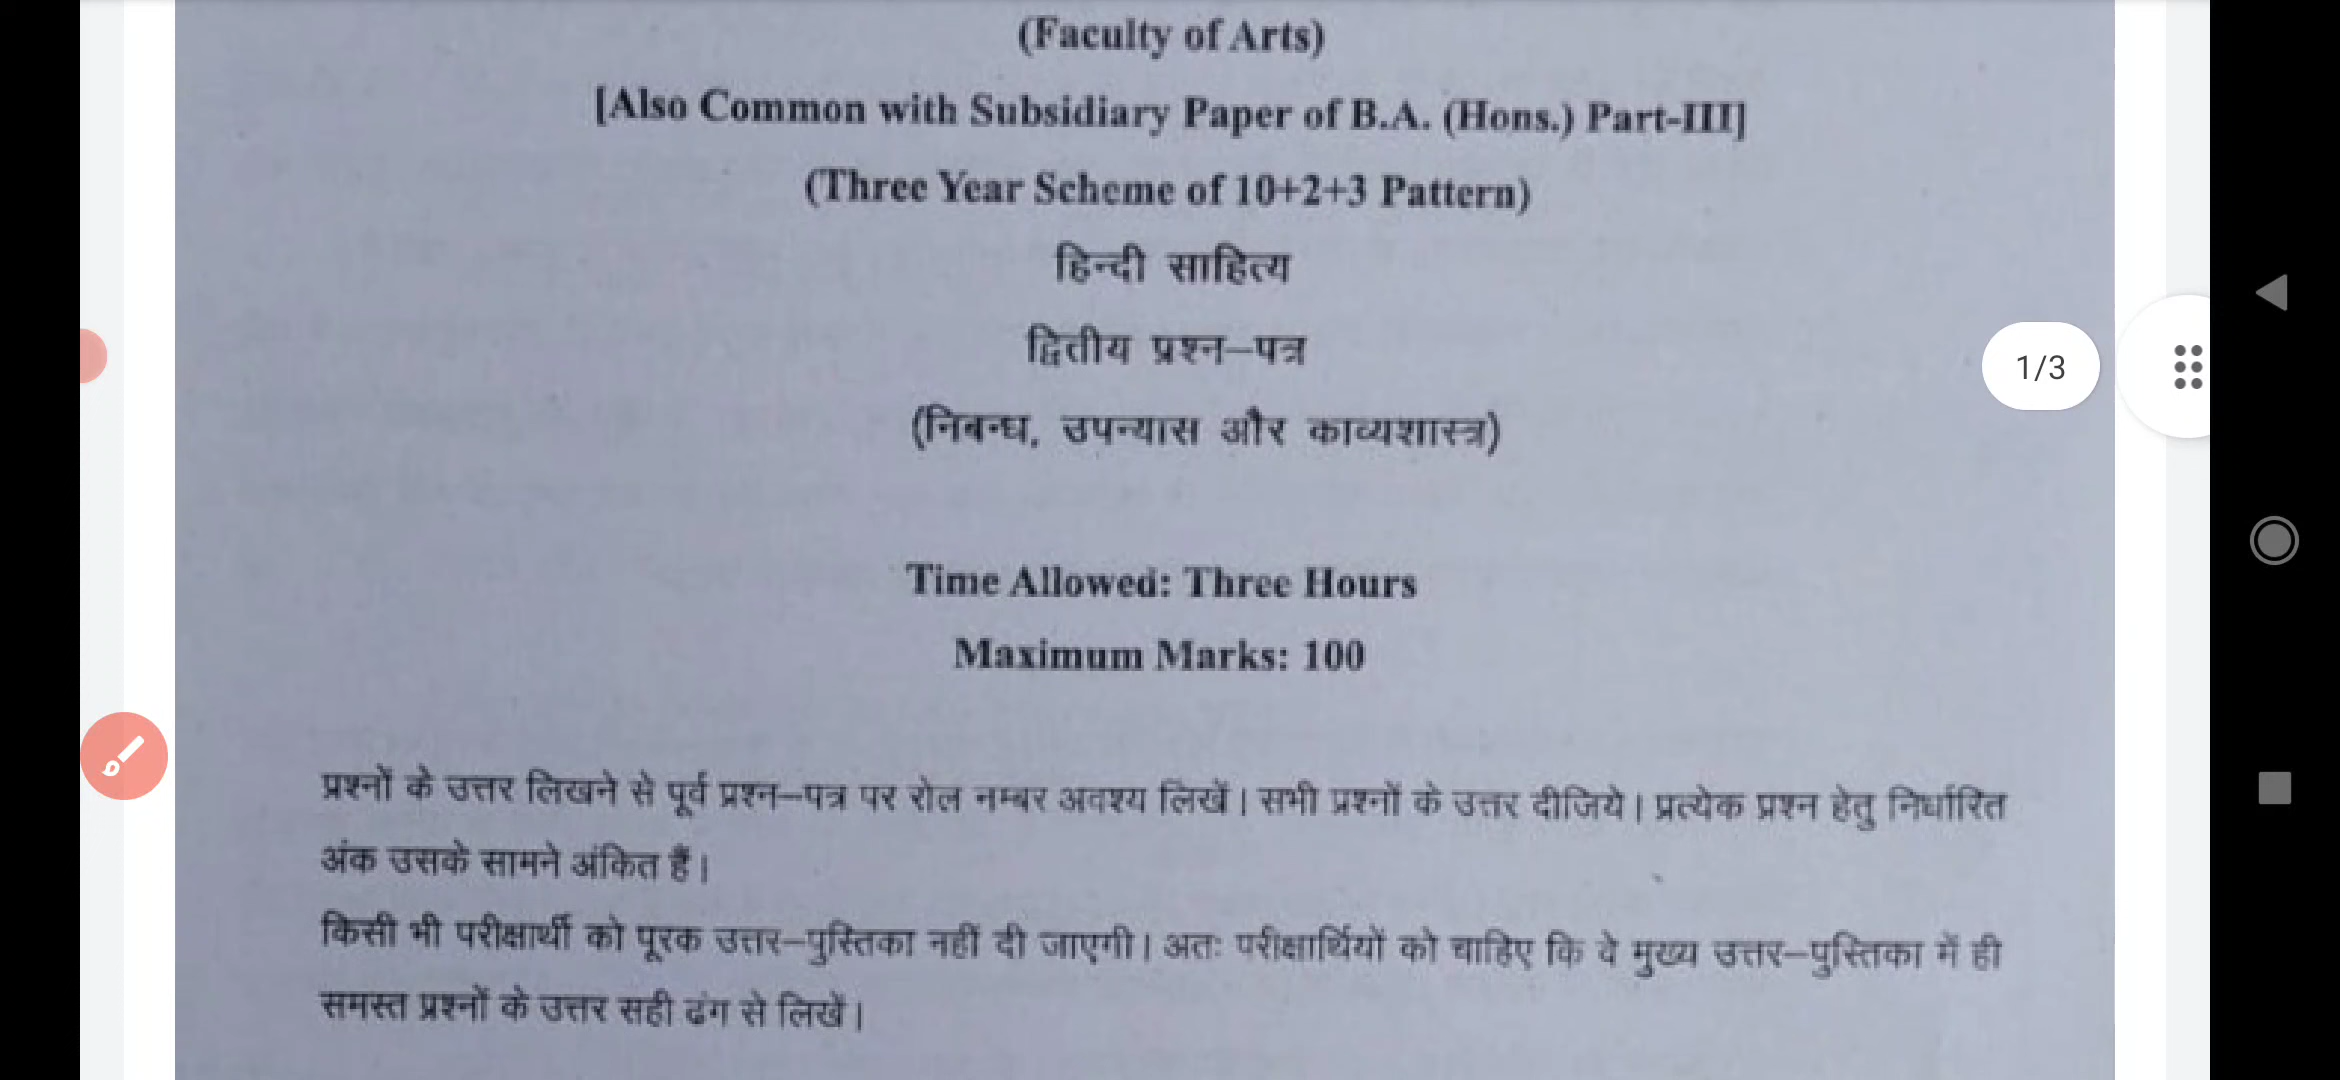 (Faculty of Arts)
[Also Common with Subsidiary Paper of B.A. (Hons.) Part-III]
(Three Year Scheme of 10+2+3 Pattern)
हिन्दी साहित्य
द्वितीय प्रश्न–पत्र
1/3
(निबन्ध, उपन्यास और काव्यशास्त्र)
Time Allowed: Three Hours
Maximum Marks: 100
प्रश्नों के उत्तर लिखने से पूर्व प्रश्न–पत्र पर रोल नम्बर अवश्य लिखें। सभी प्रश्नों के उत्तर दीजिये। प्रत्येक प्रश्न हेतु निर्धारित
अंक उसके सामने अंकित हैं।
किसी भी परीक्षार्थी को पूरक उत्तर–पुस्तिका नहीं दी जाएगी। अतः परीक्षार्थियों को चाहिए कि वे मुख्य उत्तर–पुस्तिका में ही
समस्त प्रश्नों के उत्तर सही ढंग से लिखें।